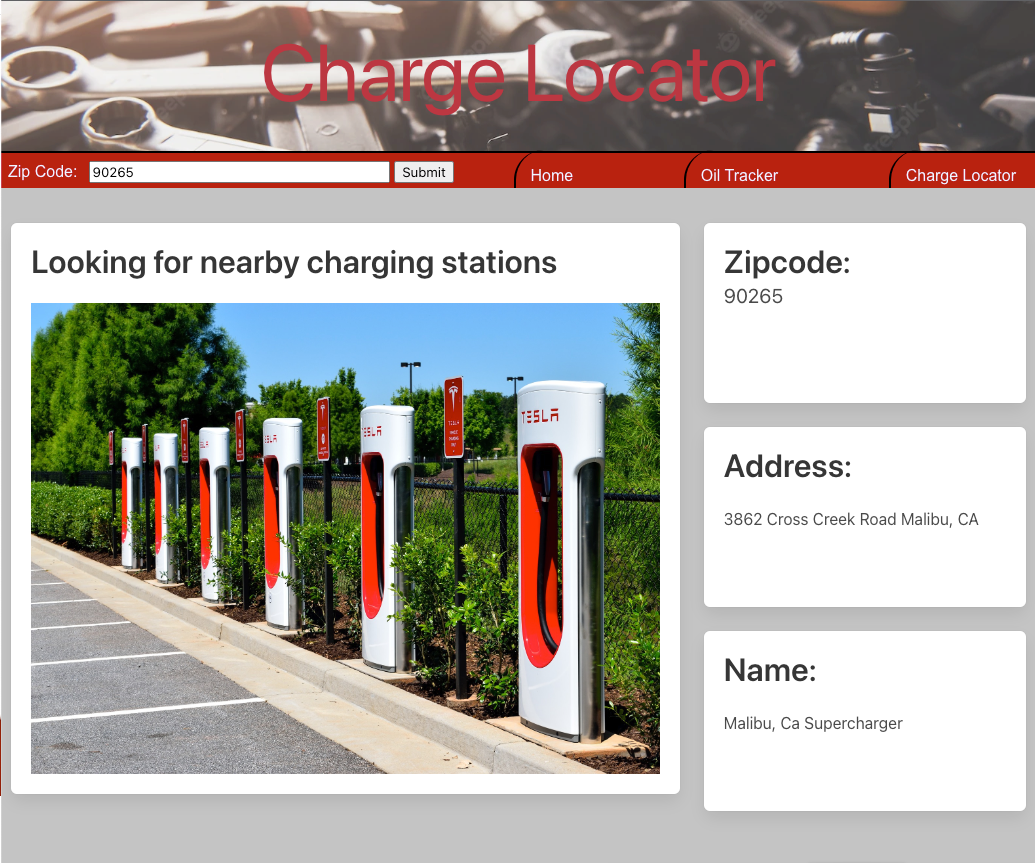 Charge Locator
Zip Code: 90265 Submit Home Oil Tracker Charge Locator
Looking for nearby charging stations
TESLA
TESLA
Zipcode:
90265
Address:
3862 Cross Creek Road Malibu, CA
Name:
Malibu, Ca Supercharger